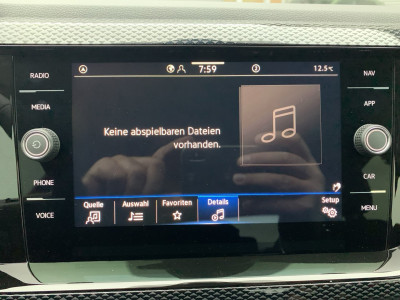 RADIO
MEDIA
PHONE
VOICE
7:59
12.5°C
Keine abspielbaren Dateien
vorhanden.
Quelle
Auswahl
Favoriten
Details
Setup
NAV
APP
CAR
MENU